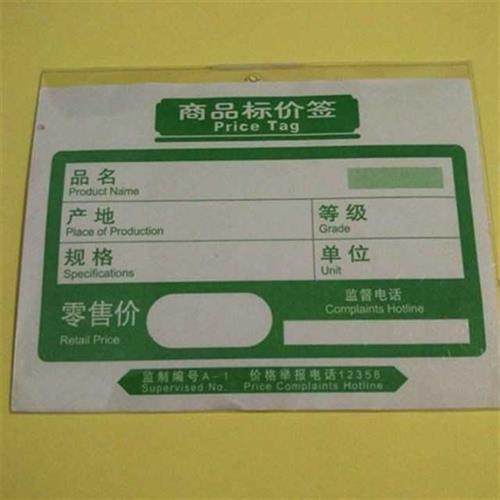 商品标价签
Price Tag
品名
Product Name
产地
Place of Production
等级
Grade
规格
Specifications
单位
Unit
零售价
Retail Price
监督电话
Complaints Hotline
监制编号A-1 价格举报电话12358
Supervised No. Price Complaints Hotline